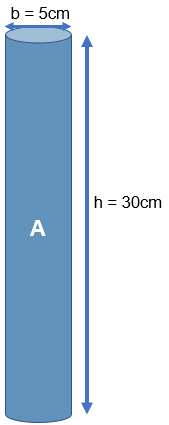 b = 5cm
h = 30cm
A